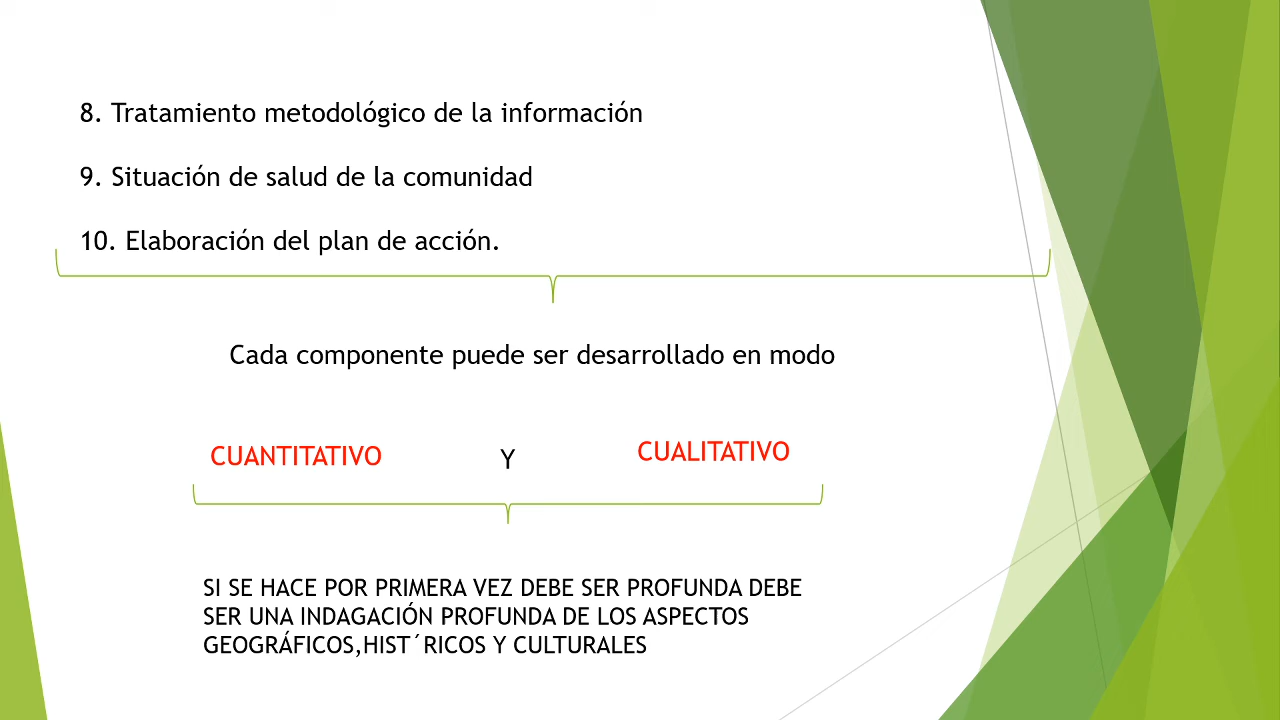 8. Tratamiento metodológico de la información
9. Situación de salud de la comunidad
10. Elaboración del plan de acción.
Cada componente puede ser desarrollado en modo
CUANTITATIVO Y CUALITATIVO
SI SE HACE POR PRIMERA VEZ DEBE SER PROFUNDA DEBE
SER UNA INDAGACIÓN PROFUNDA DE LOS ASPECTOS
GEOGRÁFICOS,HIST´RICOS Y CULTURALES